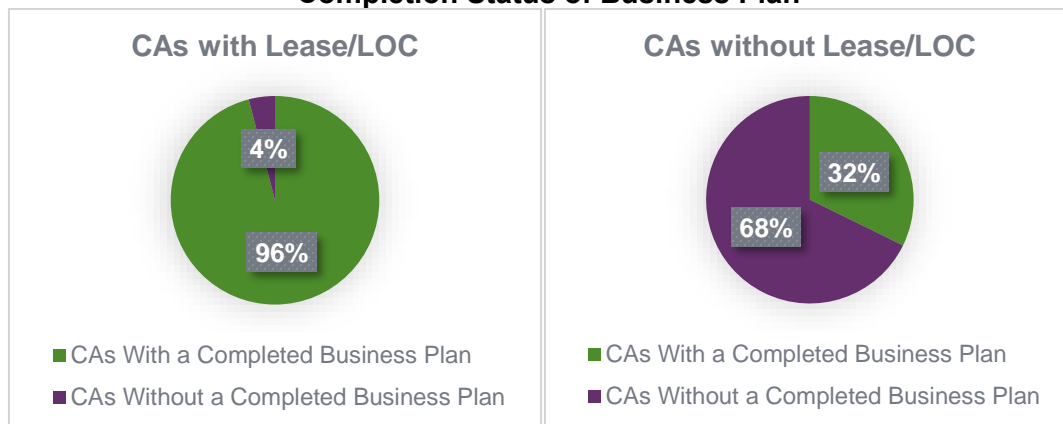 Completion Status of Business Plan
CAs with Lease/LOC
4%
96%
CAs With a Completed Business Plan
CAs Without a Completed Business Plan
CAs without Lease/LOC
32%
68%
CAs With a Completed Business Plan
CAs Without a Completed Business Plan